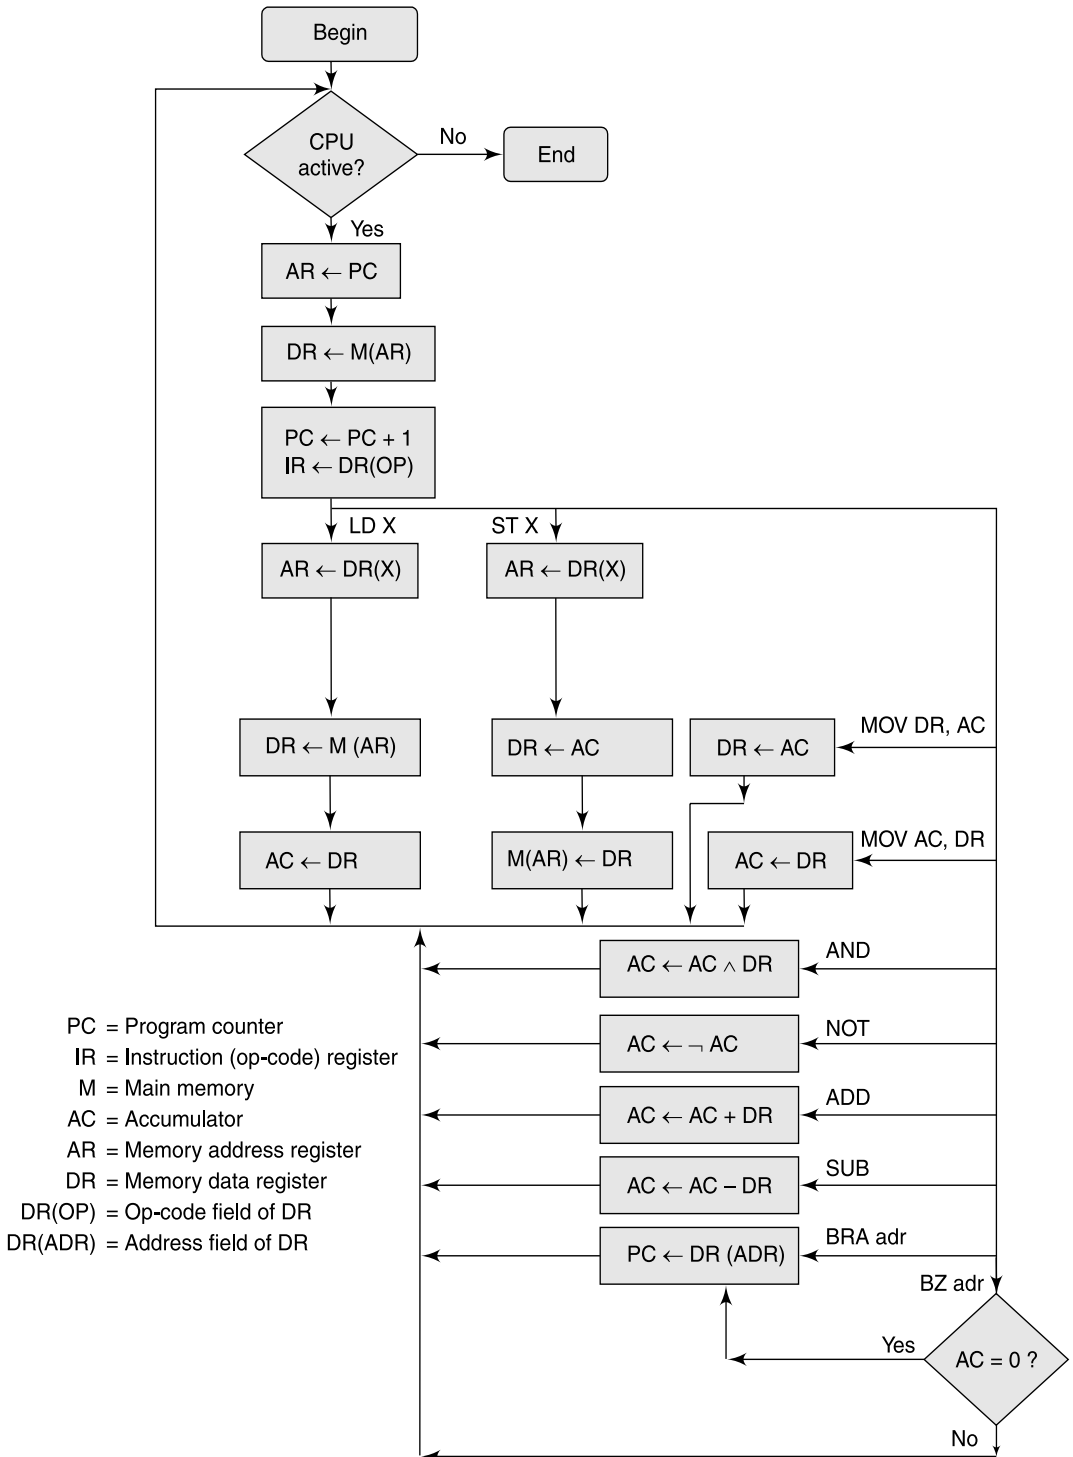 Begin
CPU
active?
No
End
Yes
AR ← PC
DR ← M(AR)
PC ← PC + 1
IR ← DR(OP)
LD X
ST X
AR ← DR(X)
AR ← DR(X)
MOV DR, AC
DR ← M (AR)
DR ← AC
DR ← AC
MOV AC, DR
AC ← DR
M(AR) ← DR
AC ← DR
AND
AC ← AC ∧ DR
NOT
AC ← ¬ AC
ADD
AC ← AC + DR
SUB
AC ← AC – DR
BRA adr
PC ← DR (ADR)
BZ adr
Yes
AC = 0 ?
No
PC = Program counter
IR = Instruction (op-code) register
M = Main memory
AC = Accumulator
AR = Memory address register
DR = Memory data register
DR(OP) = Op-code field of DR
DR(ADR) = Address field of DR